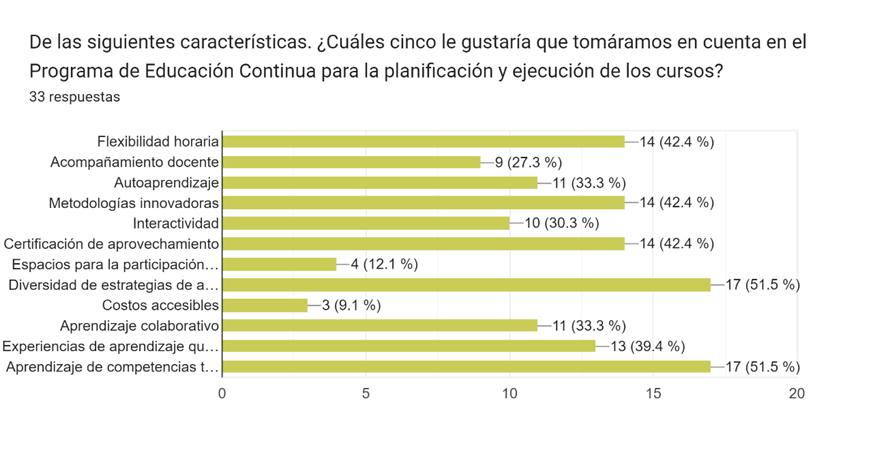 De las siguientes características. ¿Cuáles cinco le gustaría que tomáramos en cuenta en el
Programa de Educación Continua para la planificación y ejecución de los cursos?
33 respuestas
Flexibilidad horaria 14 (42.4 %)
Acompañamiento docente 9 (27.3 %)
Autoaprendizaje 11 (33.3 %)
Metodologías innovadoras 14 (42.4 %)
Interactividad 10 (30.3 %)
Certificación de aprovechamiento 14 (42.4 %)
Espacios para la participación… 4 (12.1 %)
Diversidad de estrategias de a… 17 (51.5 %)
Costos accesibles 3 (9.1 %)
Aprendizaje colaborativo 11 (33.3 %)
Experiencias de aprendizaje qu… 13 (39.4 %)
Aprendizaje de competencias t… 17 (51.5 %)
0 5 10 15 20